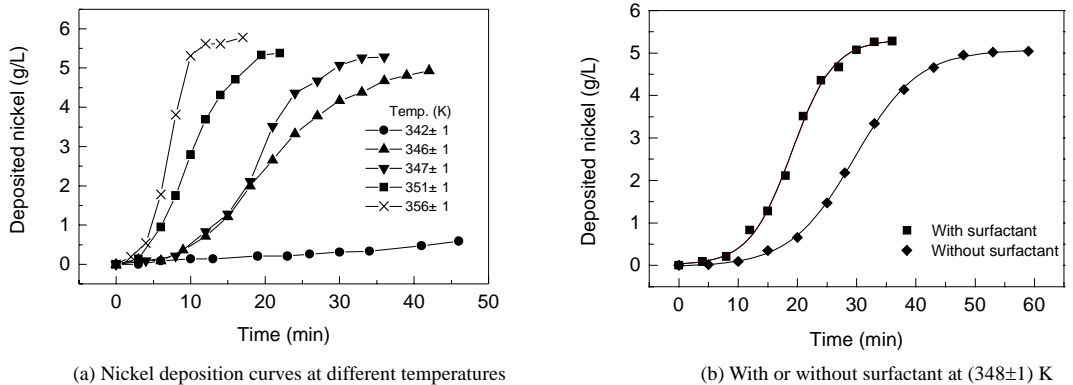 6
5
4
3
2
1
0
Deposited nickel (g/L)
Temp. (K)
342± 1
346± 1
347± 1
351± 1
356± 1
0 10 20 30 40 50
Time (min)
(a) Nickel deposition curves at different temperatures
6
5
4
3
2
1
0
Deposited nickel (g/L)
With surfactant
Without surfactant
0 10 20 30 40 50 60
Time (min)
(b) With or without surfactant at (348±1) K